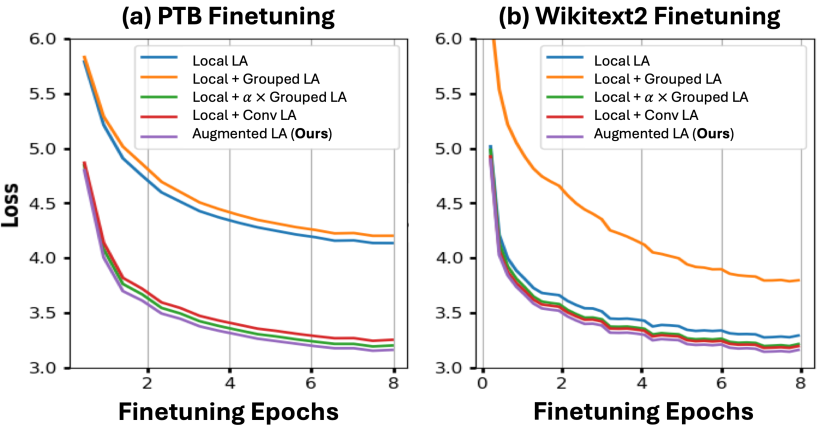 (a) PTB Finetuning
6.0
5.5
5.0
4.5
4.0
3.5
3.0
Loss
Local LA
Local + Grouped LA
Local + α × Grouped LA
Local + Conv LA
Augmented LA (Ours)
2
4
6
8
Finetuning Epochs
(b) Wikitext2 Finetuning
6.0
5.5
5.0
4.5
4.0
3.5
3.0
Local LA
Local + Grouped LA
Local + α × Grouped LA
Local + Conv LA
Augmented LA (Ours)
0
2
4
6
8
Finetuning Epochs